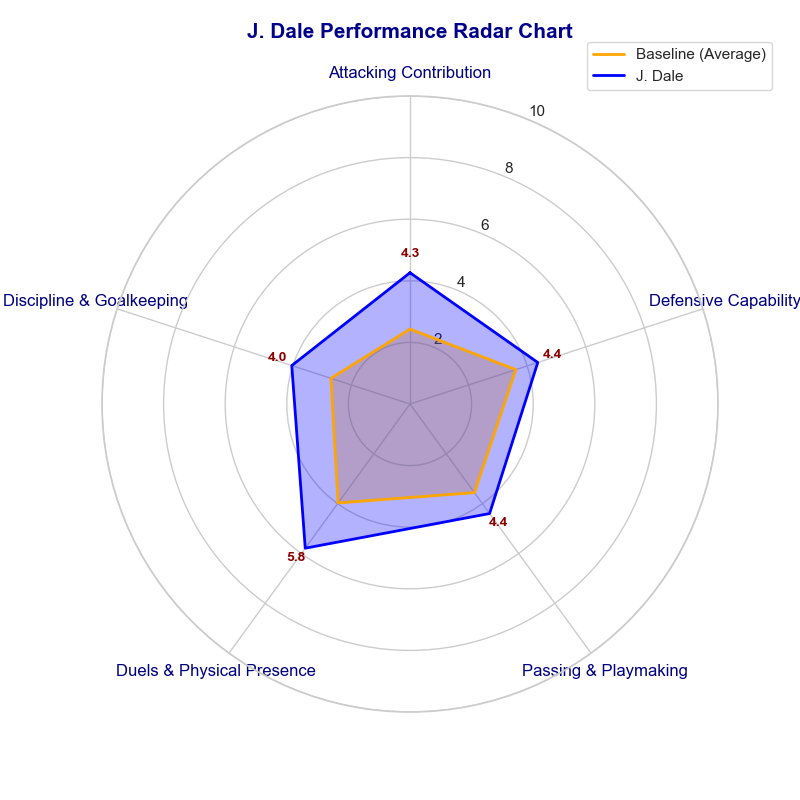 J. Dale Performance Radar Chart
Baseline (Average)
J. Dale
Attacking Contribution
10
8
6
4.3
4
Discipline & Goalkeeping
Defensive Capability
2
4.0
4.4
4.4
5.8
Duels & Physical Presence
Passing & Playmaking